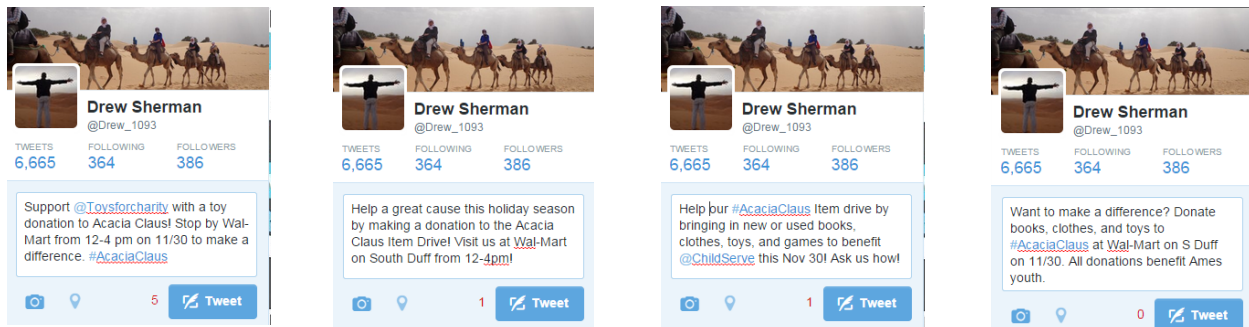 Drew Sherman
@Drew_1093
TWEETS FOLLOWING FOLLOWERS
6,665 364 386
Support @Toysforcharity with a toy
donation to Acacia Claus! Stop by Wal-
Mart from 12-4 pm on 11/30 to make a
difference. #AcaciaClaus
5 Tweet
Drew Sherman
@Drew_1093
TWEETS FOLLOWING FOLLOWERS
6,665 364 386
Help a great cause this holiday season
by making a donation to the Acacia
Claus Item Drive! Visit us at Wal-Mart
on South Duff from 12-4pm!
1 Tweet
Drew Sherman
@Drew_1093
TWEETS FOLLOWING FOLLOWERS
6,665 364 386
Help our #AcaciaClaus Item drive by
bringing in new or used books,
clothes, toys, and games to benefit
@ChildServe this Nov 30! Ask us how!
1 Tweet
Drew Sherman
@Drew_1093
TWEETS FOLLOWING FOLLOWERS
6,665 364 386
Want to make a difference? Donate
books, clothes, and toys to
#AcaciaClaus at Wal-Mart on S Duff
on 11/30. All donations benefit Ames
youth.
0 Tweet